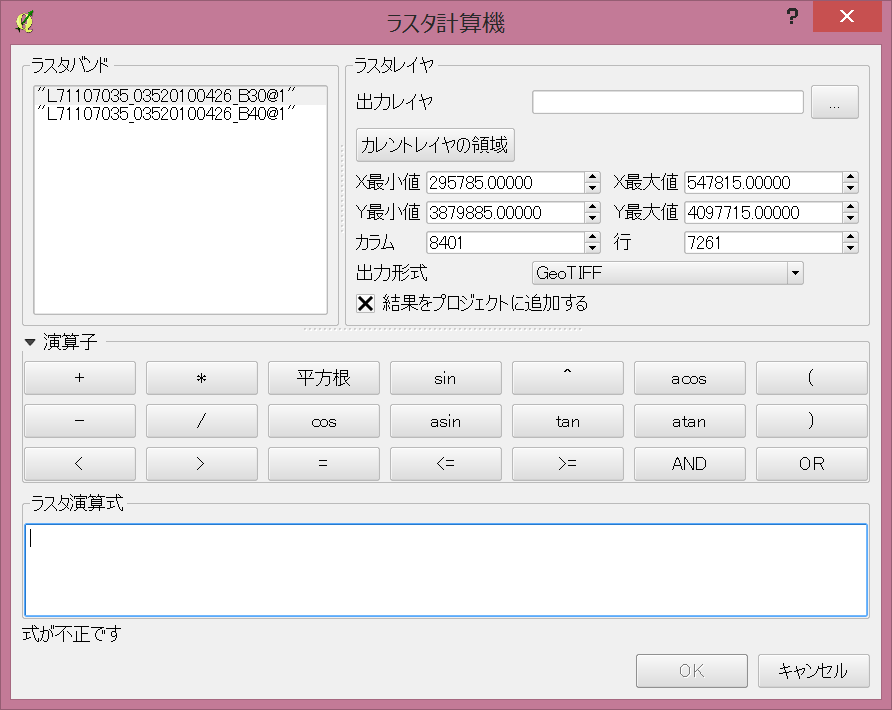 ラスタ計算機
?
ラスタバンド
"L71107035_03520100426_B30@1"
"L71107035_03520100426_B40@1"
ラスタレイヤ
出力レイヤ
...
カレントレイヤの領域
X最小値 295785.00000 X最大値 547815.00000
Y最小値 3879885.00000 Y最大値 4097715.00000
カラム 8401 行 7261
出力形式 GeoTIFF
結果をプロジェクトに追加する
演算子
+ * 平方根 sin ^ acos (
- / cos asin tan atan )
< > = <= >= AND OR
ラスタ演算式
式が不正です
OK キャンセル